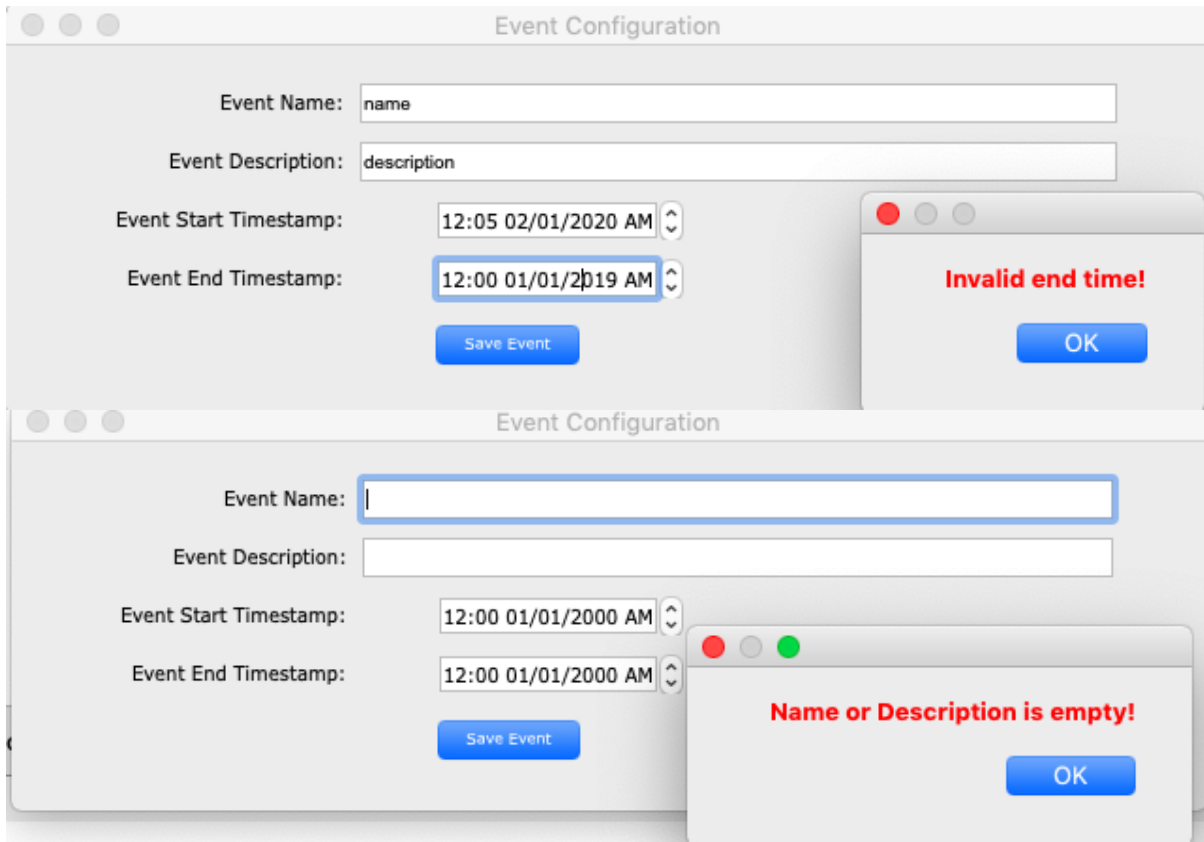 Event Configuration
Event Name: name
Event Description: description
Event Start Timestamp: 12:05 02/01/2020 AM
Event End Timestamp: 12:00 01/01/2019 AM
Save Event
Invalid end time!
OK
Event Configuration
Event Name:
Event Description:
Event Start Timestamp: 12:00 01/01/2000 AM
Event End Timestamp: 12:00 01/01/2000 AM
Save Event
Name or Description is empty!
OK